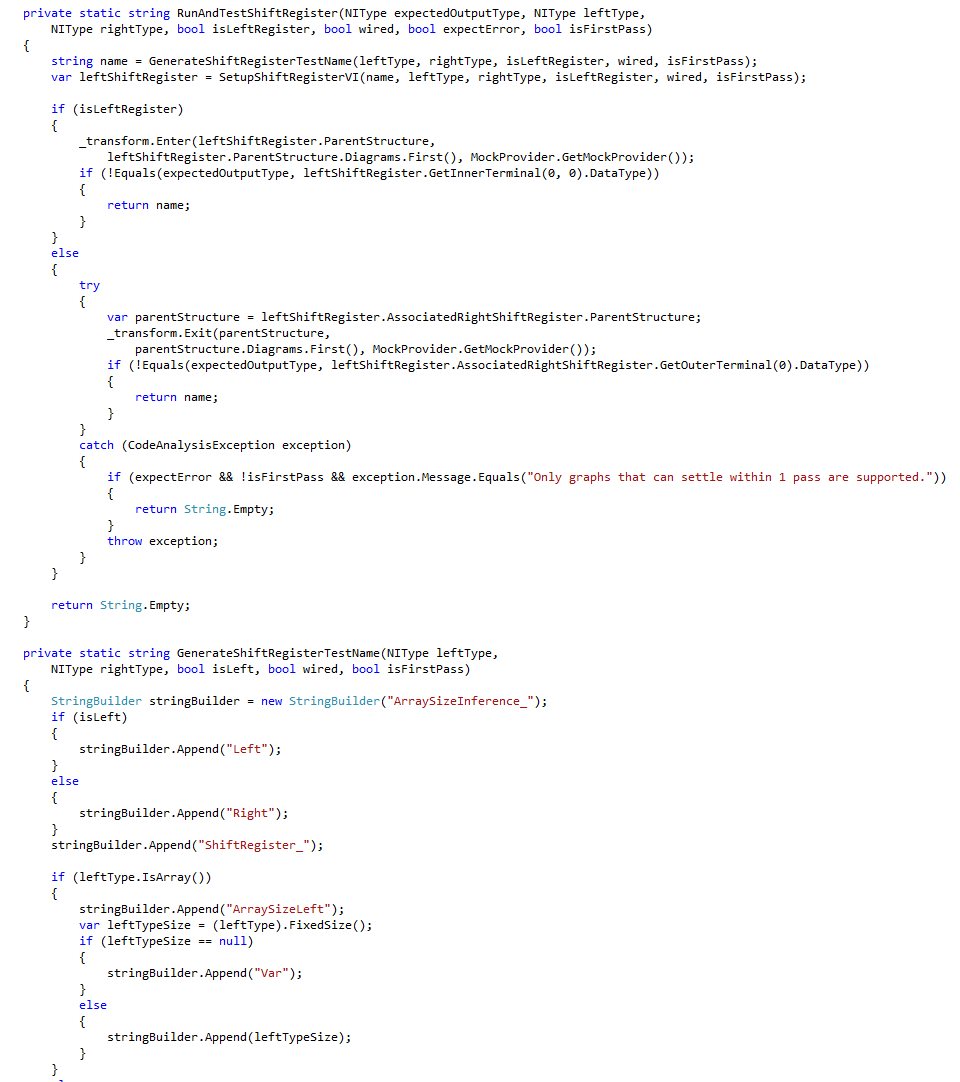 private static string RunAndTestShiftRegister(NIType expectedOutputType, NIType leftType,
    NIType rightType, bool isLeftRegister, bool wired, bool expectError, bool isFirstPass)
{
    string name = GenerateShiftRegisterTestName(leftType, rightType, isLeftRegister, wired, isFirstPass);
    var leftShiftRegister = SetupShiftRegisterVI(name, leftType, rightType, isLeftRegister, wired, isFirstPass);

    if (isLeftRegister)
    {
        _transform.Enter(leftShiftRegister.ParentStructure,
            leftShiftRegister.ParentStructure.Diagrams.First(), MockProvider.GetMockProvider());
        if (!Equals(expectedOutputType, leftShiftRegister.GetInnerTerminal(0, 0).DataType))
        {
            return name;
        }
    }
    else
    {
        try
        {
            var parentStructure = leftShiftRegister.AssociatedRightShiftRegister.ParentStructure;
            _transform.Exit(parentStructure,
                parentStructure.Diagrams.First(), MockProvider.GetMockProvider());
            if (!Equals(expectedOutputType, leftShiftRegister.AssociatedRightShiftRegister.GetOuterTerminal(0).DataType))
            {
                return name;
            }
        }
        catch (CodeAnalysisException exception)
        {
            if (expectError && !isFirstPass && exception.Message.Equals("Only graphs that can settle within 1 pass are supported."))
            {
                return String.Empty;
            }
            throw exception;
        }
    }

    return String.Empty;
}

private static string GenerateShiftRegisterTestName(NIType leftType,
    NIType rightType, bool isLeft, bool wired, bool isFirstPass)
{
    StringBuilder stringBuilder = new StringBuilder("ArraySizeInference_");
    if (isLeft)
    {
        stringBuilder.Append("Left");
    }
    else
    {
        stringBuilder.Append("Right");
    }
    stringBuilder.Append("ShiftRegister_");

    if (leftType.IsArray())
    {
        stringBuilder.Append("ArraySizeLeft");
        var leftTypeSize = (leftType).FixedSize();
        if (leftTypeSize == null)
        {
            stringBuilder.Append("Var");
        }
        else
        {
            stringBuilder.Append(leftTypeSize);
        }
    }